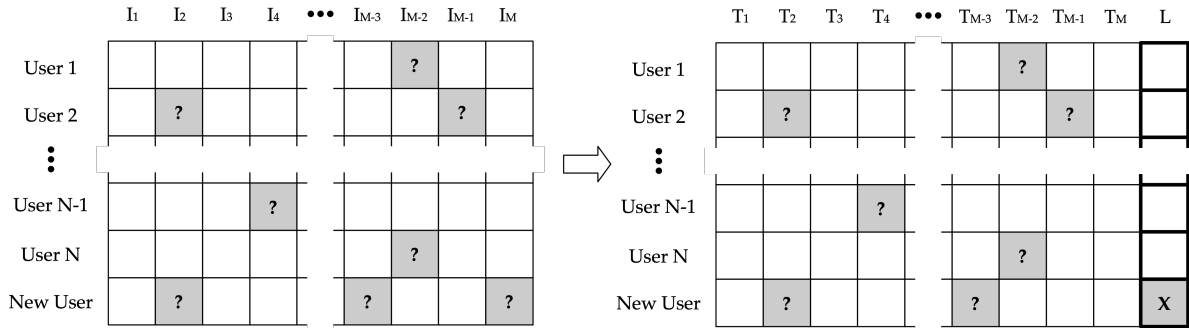 I1 I2 I3 I4 ••• IM-3 IM-2 IM-1 IM
User 1 ?
User 2 ? ?
User N-1 ?
User N ?
New User ? ? ?
T1 T2 T3 T4 ••• TM-3 TM-2 TM-1 TM L
User 1 ?
User 2 ? ?
User N-1 ?
User N ?
New User ? ? X